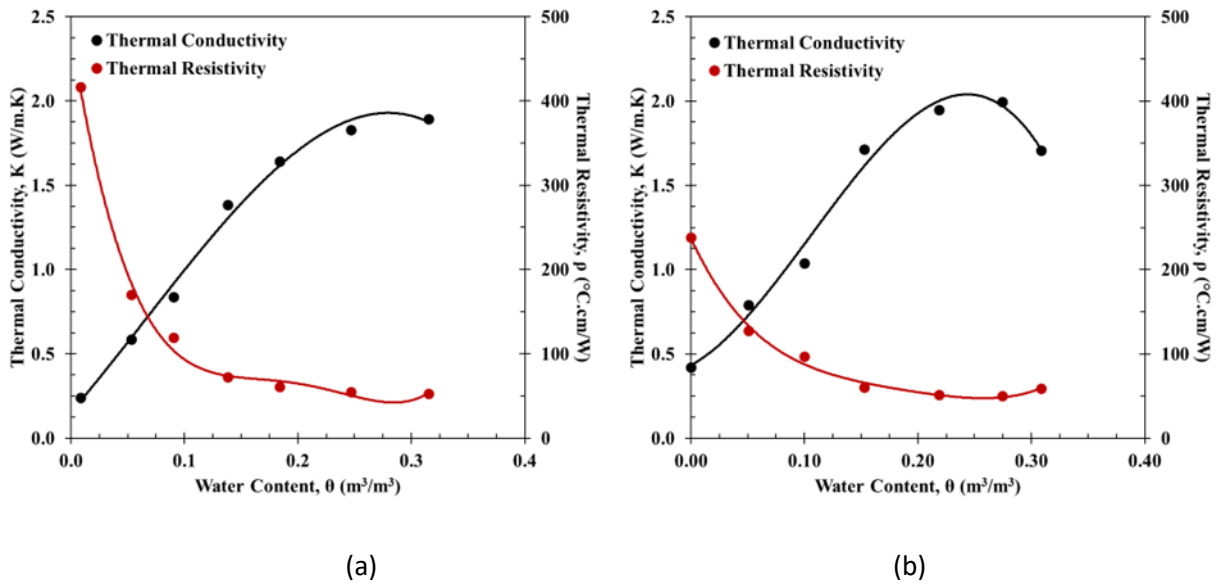 2.5
2.0
1.5
1.0
0.5
0.0
Thermal Conductivity, K (W/m.K)
Thermal Conductivity
Thermal Resistivity
500
400
300
200
100
0
Thermal Resistivity, ρ (°C.cm/W)
0.0 0.1 0.2 0.3 0.4
Water Content, θ (m³/m³)
(a)
2.5
2.0
1.5
1.0
0.5
0.0
Thermal Conductivity, K (W/m.K)
Thermal Conductivity
Thermal Resistivity
500
400
300
200
100
0
Thermal Resistivity, ρ (°C.cm/W)
0.00 0.10 0.20 0.30 0.40
Water Content, θ (m³/m³)
(b)